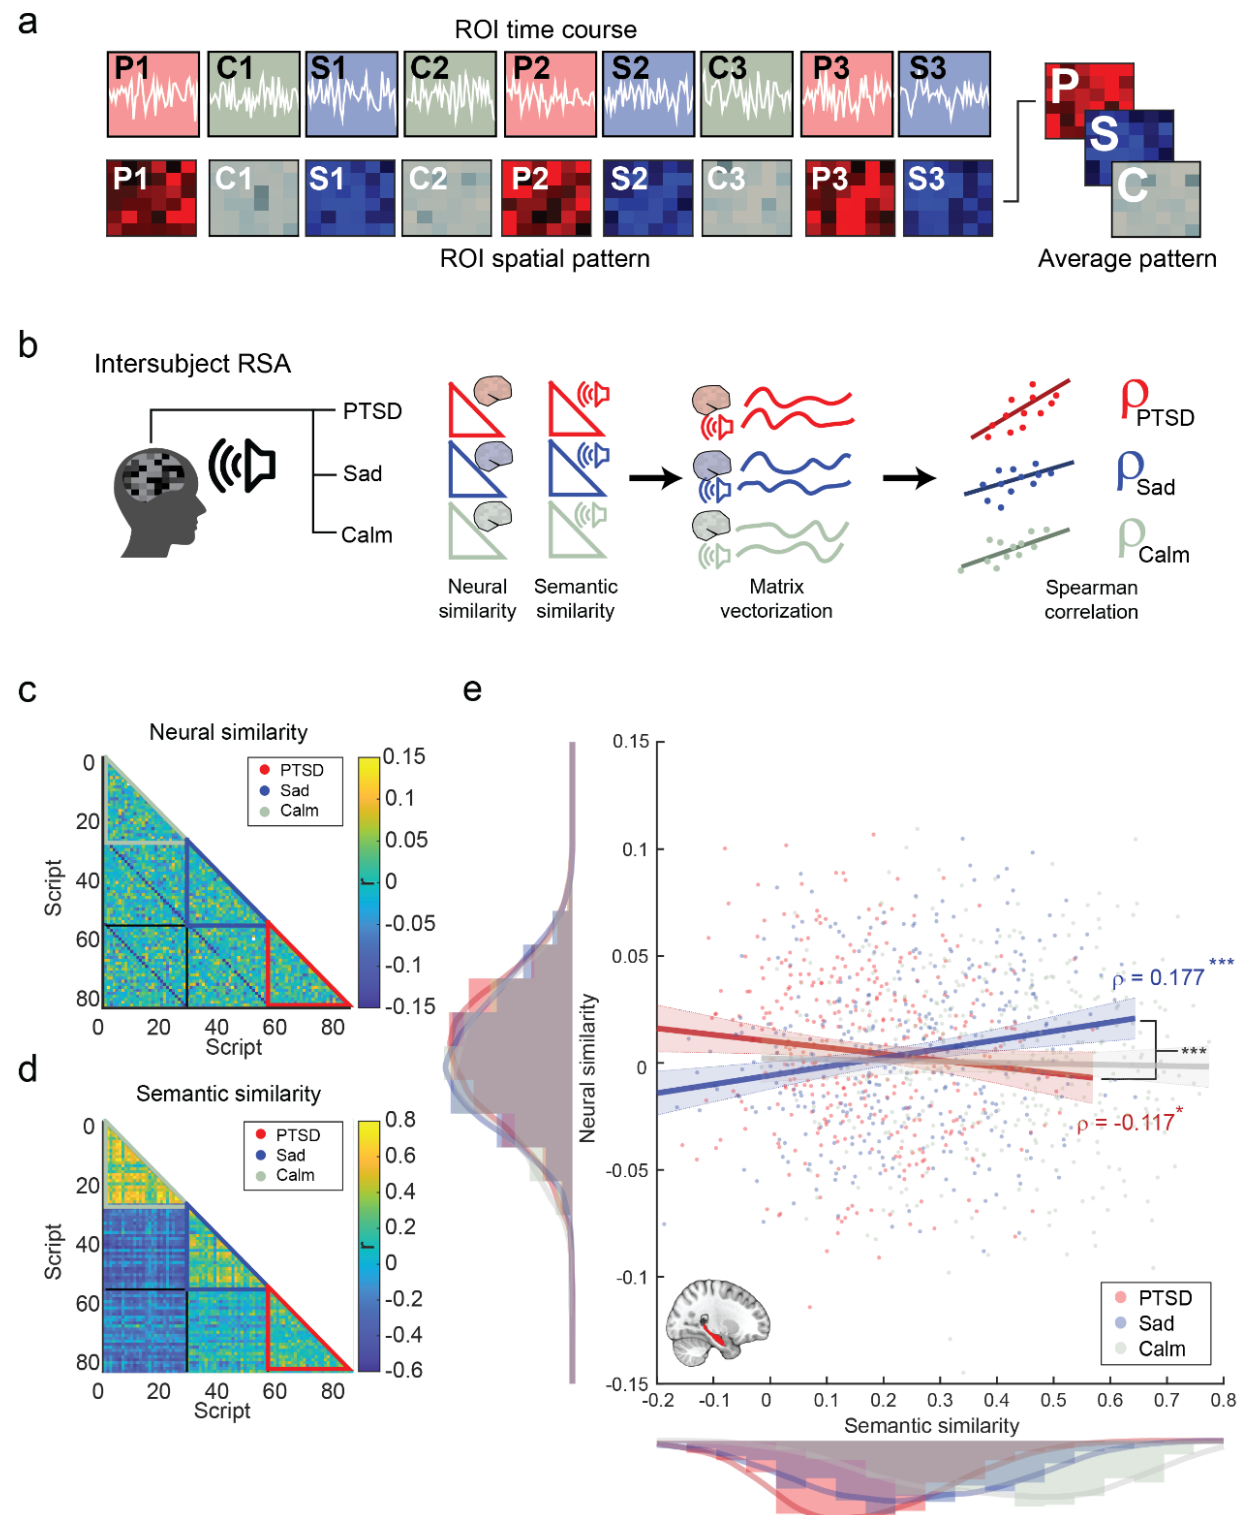 a
ROI time course
P1 C1 S1 C2 P2 S2 C3 P3 S3
P1 C1 S1 C2 P2 S2 C3 P3 S3
ROI spatial pattern
P
S
C
Average pattern
b
Intersubject RSA
PTSD
Sad
Calm
Neural
similarity
Semantic
similarity
Matrix
vectorization
ρPTSD
ρSad
ρCalm
Spearman
correlation
c
Neural similarity
PTSD
Sad
Calm
0
20
40
60
80
Script
0 20 40 60 80
Script
0.15
0.1
0.05
0
-0.05
-0.1
-0.15
r
d
Semantic similarity
PTSD
Sad
Calm
0
20
40
60
80
Script
0 20 40 60 80
Script
0.8
0.6
0.4
0.2
0
-0.2
-0.4
-0.6
r
e
0.15
0.1
0.05
0
-0.05
-0.1
-0.15
Neural similarity
ρ = 0.177***
***
ρ = -0.117*
PTSD
Sad
Calm
-0.2 -0.1 0 0.1 0.2 0.3 0.4 0.5 0.6 0.7 0.8
Semantic similarity